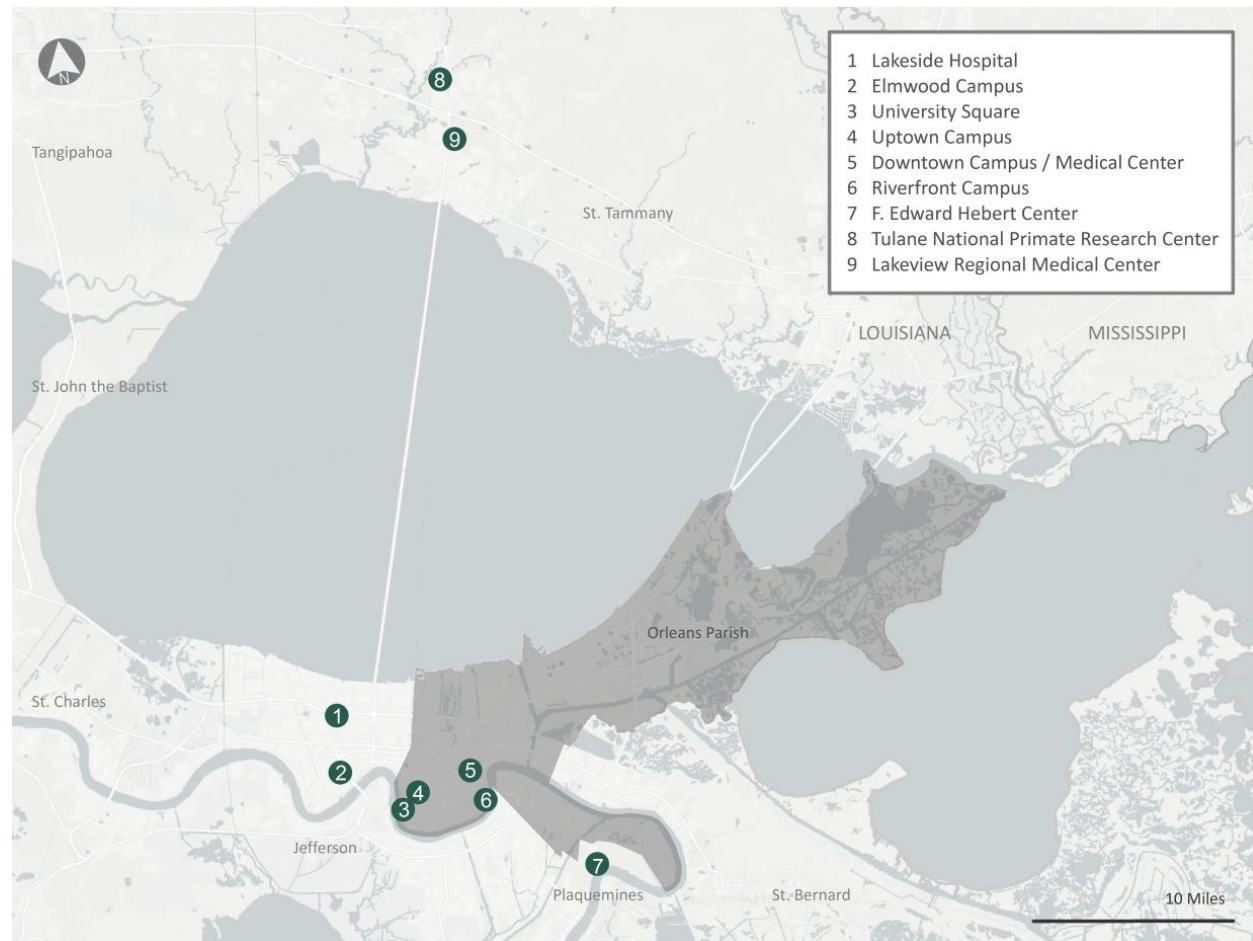 N
1 Lakeside Hospital
2 Elmwood Campus
3 University Square
4 Uptown Campus
5 Downtown Campus / Medical Center
6 Riverfront Campus
7 F. Edward Hebert Center
8 Tulane National Primate Research Center
9 Lakeview Regional Medical Center
8
9
Tangipahoa
St. Tammany
LOUISIANA
MISSISSIPPI
St. John the Baptist
Orleans Parish
St. Charles
1
2
5
4
6
3
Jefferson
7
Plaquemines
St. Bernard
10 Miles